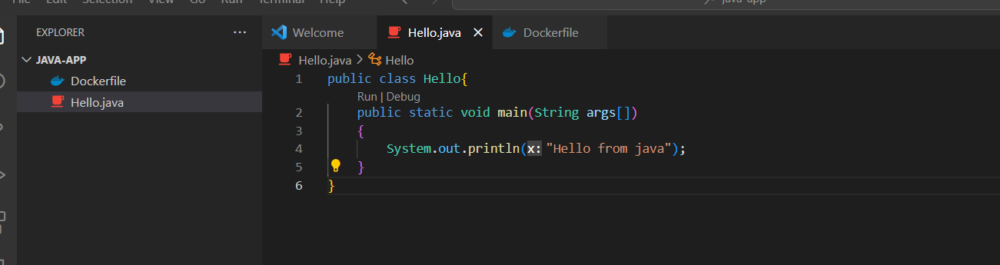 File Edit Selection View Go Run Terminal Help
java-app
EXPLORER ...
Welcome Hello.java Dockerfile
JAVA-APP
Dockerfile
Hello.java
Hello.java > Hello
1 public class Hello{
Run | Debug
2 public static void main(String args[])
3 {
4 System.out.println(x: "Hello from java");
5 }
6 }